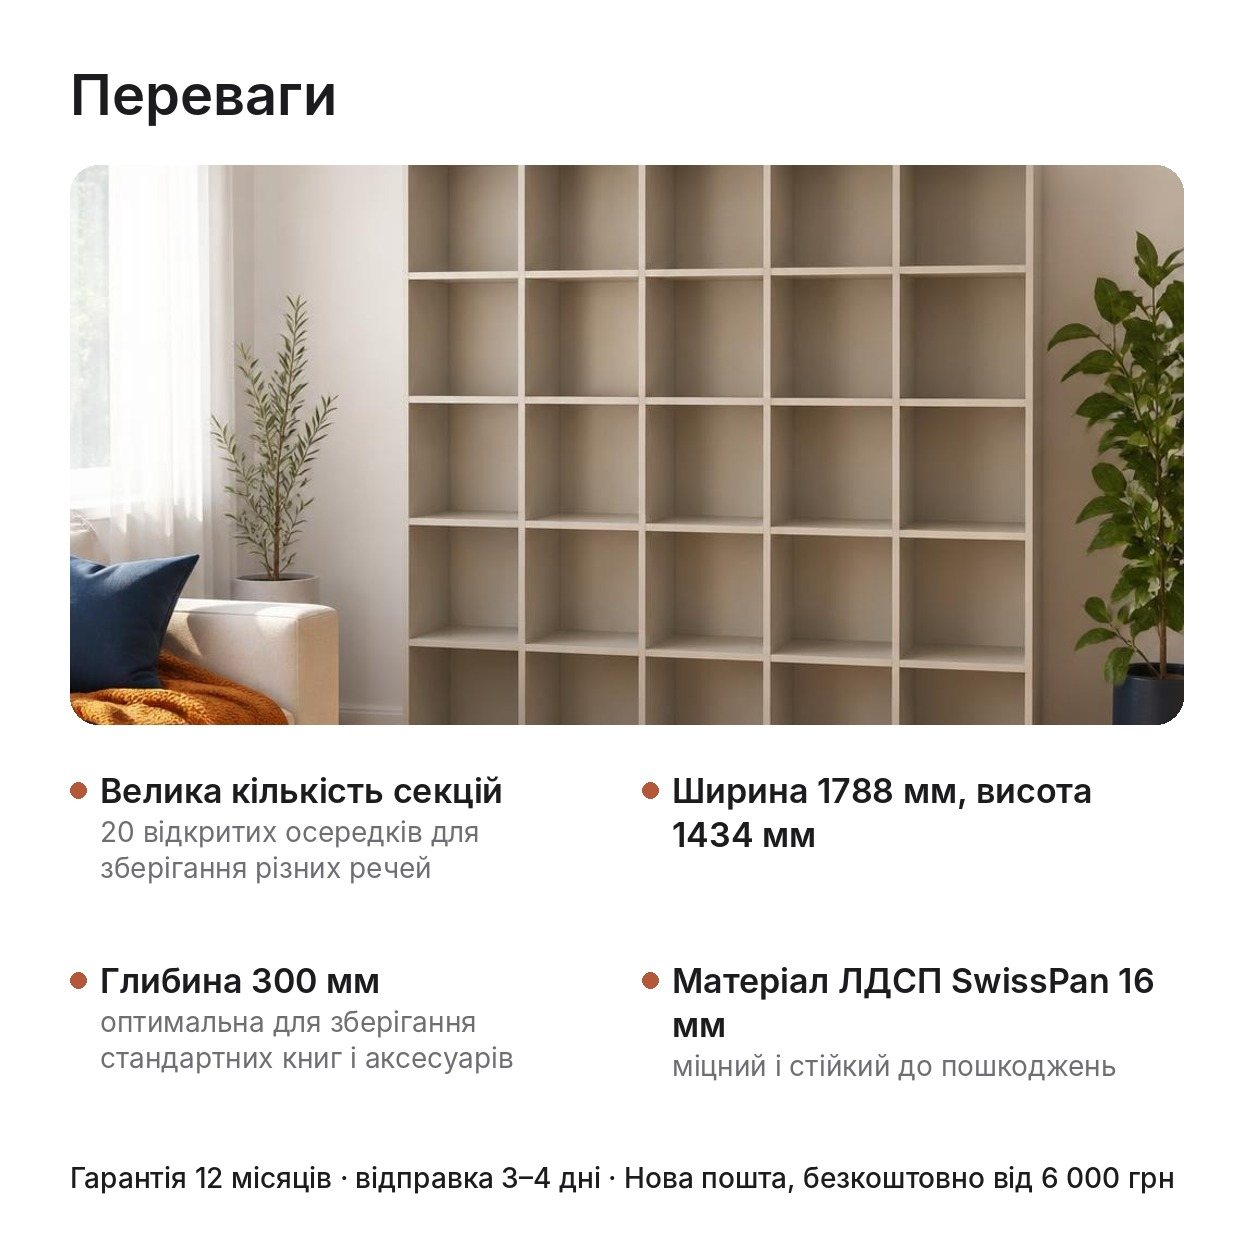 Переваги
Велика кількість секцій
20 відкритих осередків для
зберігання різних речей
Ширина 1788 мм, висота
1434 мм
Глибина 300 мм
оптимальна для зберігання
стандартних книг і аксесуарів
Матеріал ЛДСП SwissPan 16
мм
міцний і стійкий до пошкоджень
Гарантія 12 місяців · відправка 3–4 дні · Нова пошта, безкоштовно від 6 000 грн